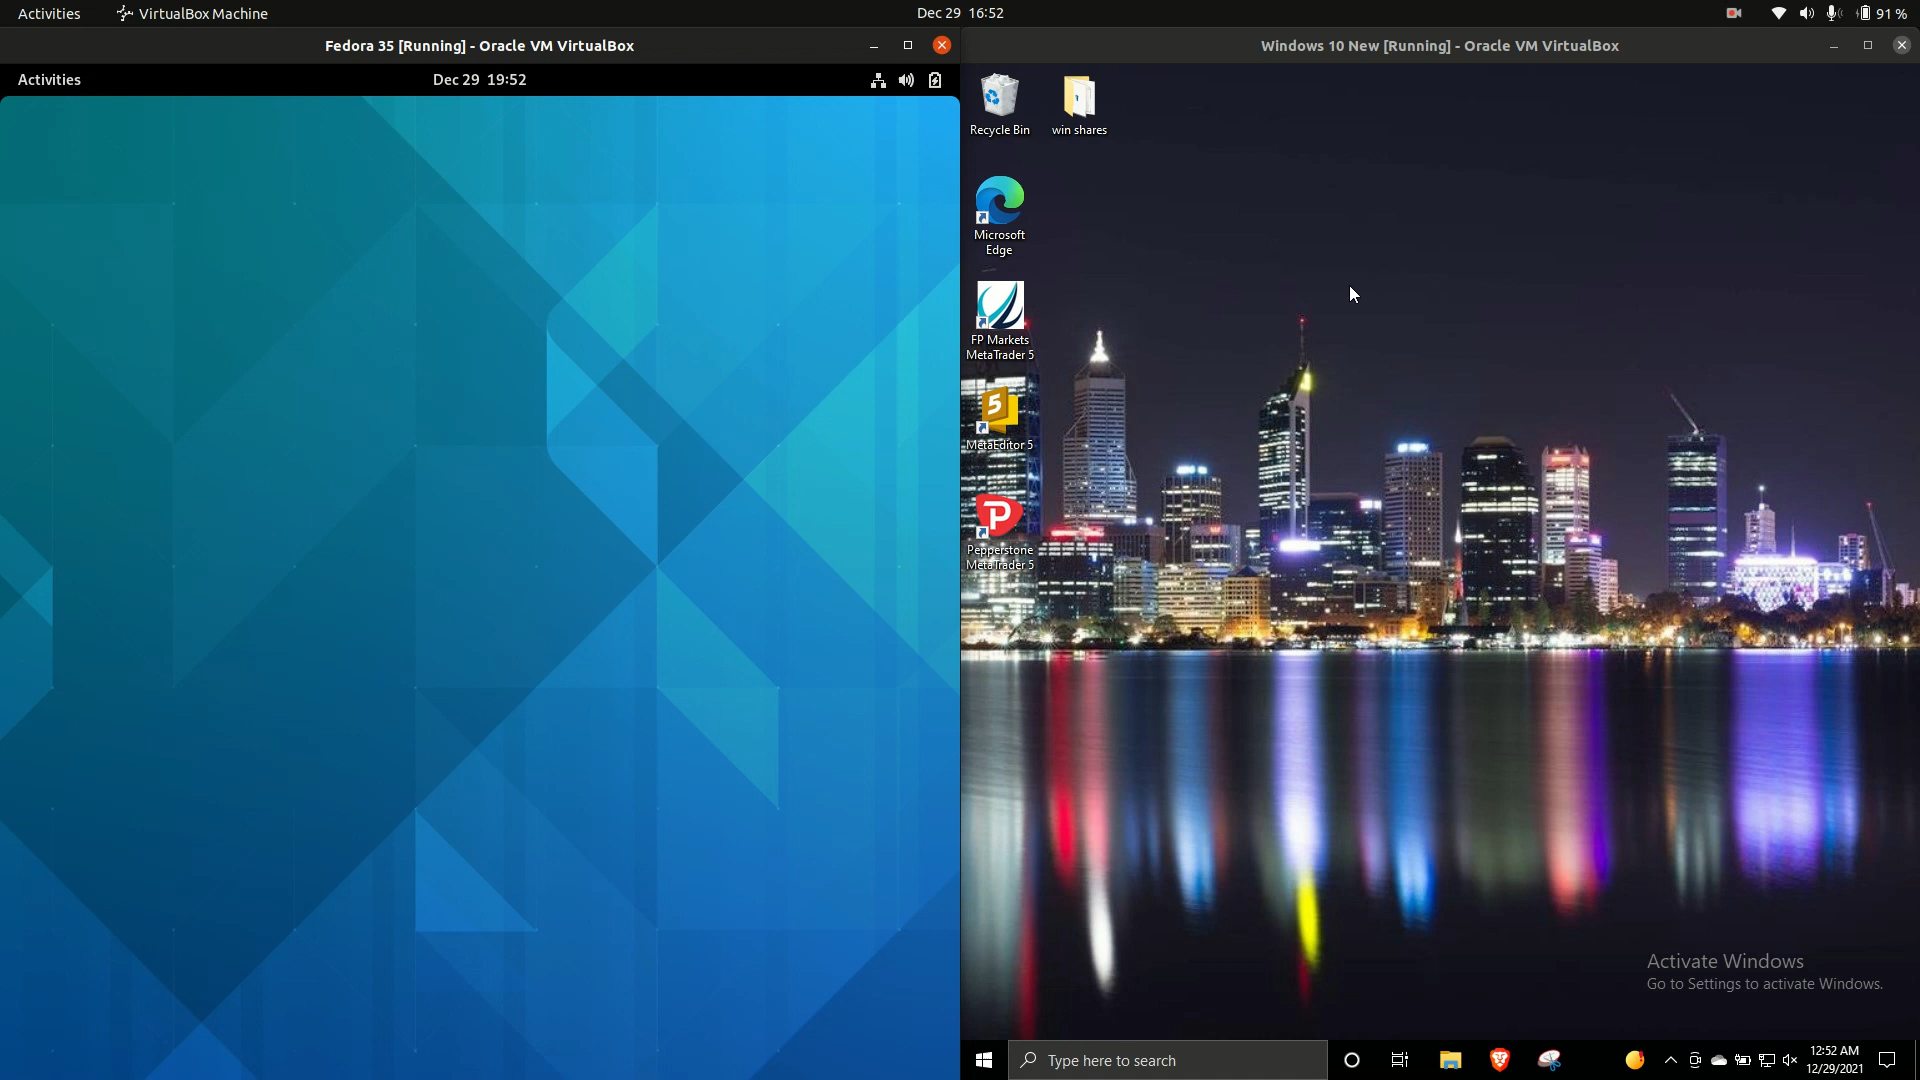 Activities
VirtualBox Machine
Dec 29 16:52
91 %
Fedora 35 [Running] - Oracle VM VirtualBox
Windows 10 New [Running] - Oracle VM VirtualBox
Activities
Dec 29 19:52
Recycle Bin
win shares
Microsoft
Edge
FP Markets
MetaTrader 5
5
MetaEditor 5
P
Pepperstone
MetaTrader 5
Activate Windows
Go to Settings to activate Windows.
Type here to search
12:52 AM
12/29/2021